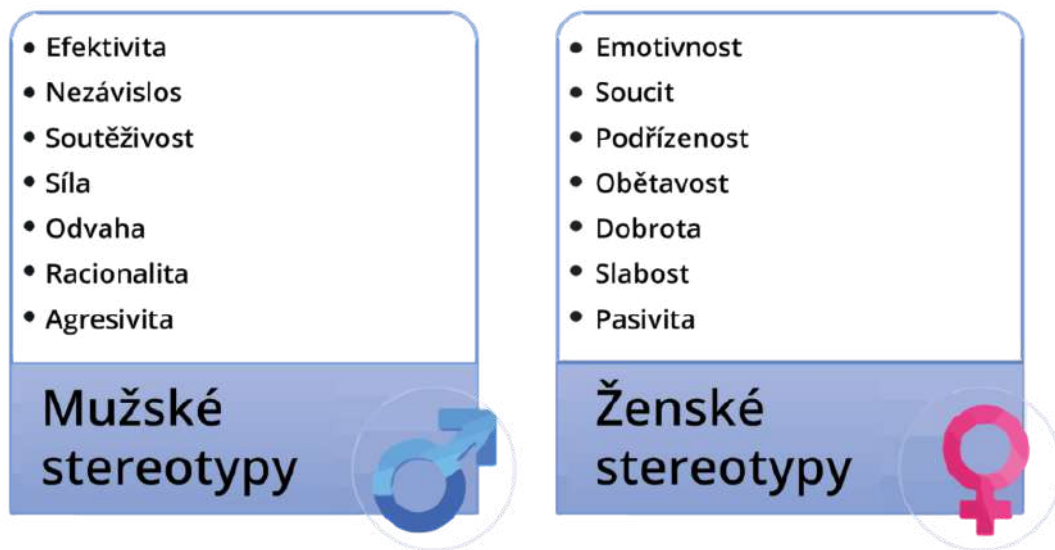 • Efektivita
• Nezávislos
• Soutěživost
• Síla
• Odvaha
• Racionalita
• Agresivita
Mužské
stereotypy
• Emotivnost
• Soucit
• Podřízenost
• Obětavost
• Dobrota
• Slabost
• Pasivita
Ženské
stereotypy